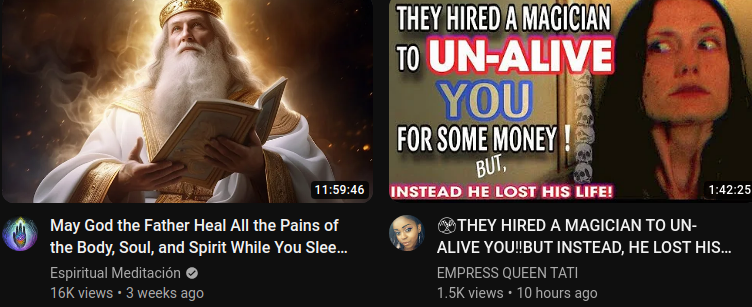 11:59:46
May God the Father Heal All the Pains of
the Body, Soul, and Spirit While You Slee...
Espiritual Meditación
16K views • 3 weeks ago
THEY HIRED A MAGICIAN
TO UN-ALIVE
YOU
FOR SOME MONEY !
BUT,
INSTEAD HE LOST HIS LIFE!
1:42:25
THEY HIRED A MAGICIAN TO UN-
ALIVE YOU!!BUT INSTEAD, HE LOST HIS...
EMPRESS QUEEN TATI
1.5K views • 10 hours ago